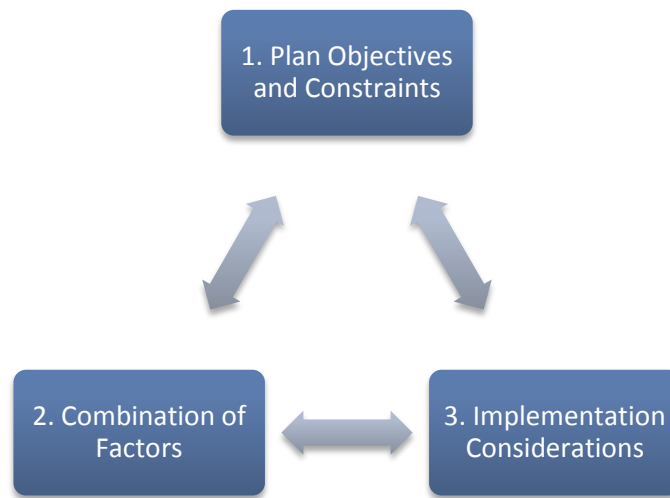 1. Plan Objectives
and Constraints
2. Combination of
Factors
3. Implementation
Considerations